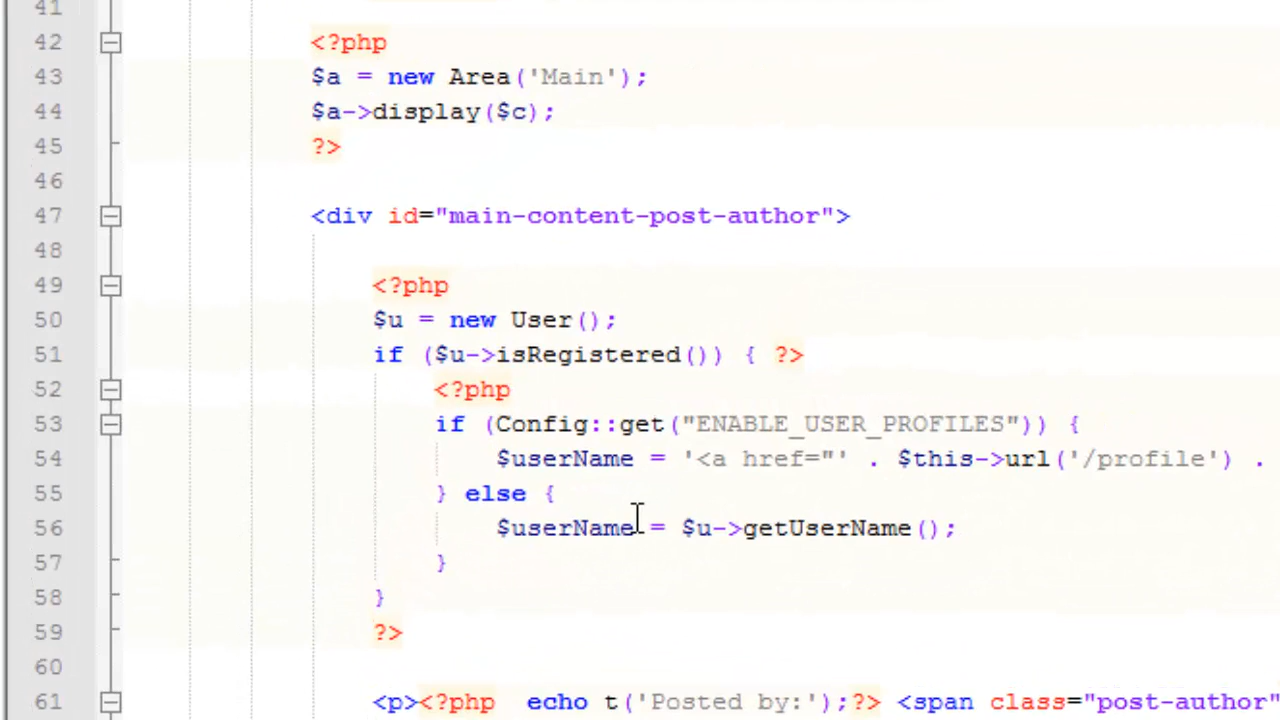 41
42 <?php
43 $a = new Area('Main');
44 $a->display($c);
45 ?>
46
47 <div id="main-content-post-author">
48
49 <?php
50 $u = new User();
51 if ($u->isRegistered()) { ?>
52 <?php
53 if (Config::get("ENABLE_USER_PROFILES")) {
54 $userName = '<a href="' . $this->url('/profile') .
55 } else {
56 $userName = $u->getUserName();
57 }
58 }
59 ?>
60
61 <p><?php echo t('Posted by:');?> <span class="post-author"